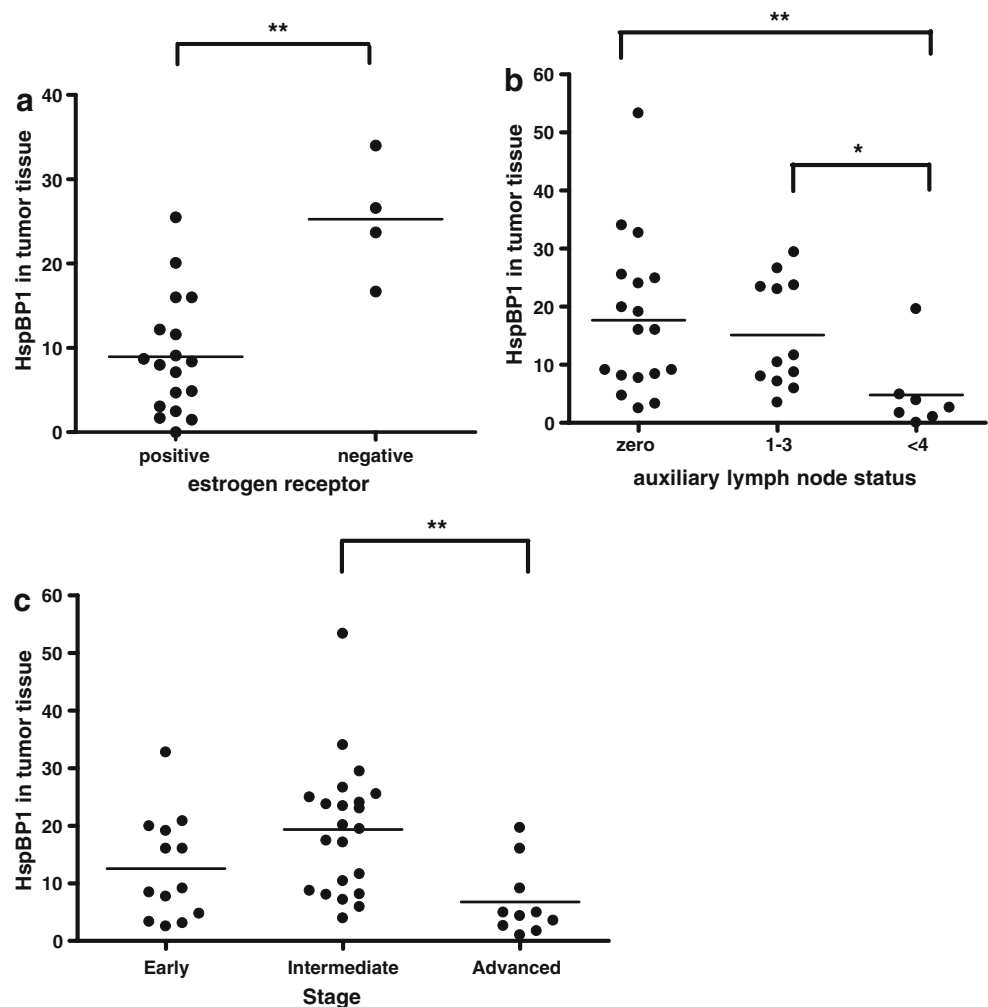 **
a
40
30
20
10
0
HspBP1 in tumor tissue
positive negative
estrogen receptor
**
*
b
60
50
40
30
20
10
0
HspBP1 in tumor tissue
zero 1-3 <4
auxiliary lymph node status
**
c
60
50
40
30
20
10
0
HspBP1 in tumor tissue
Early Intermediate Advanced
Stage